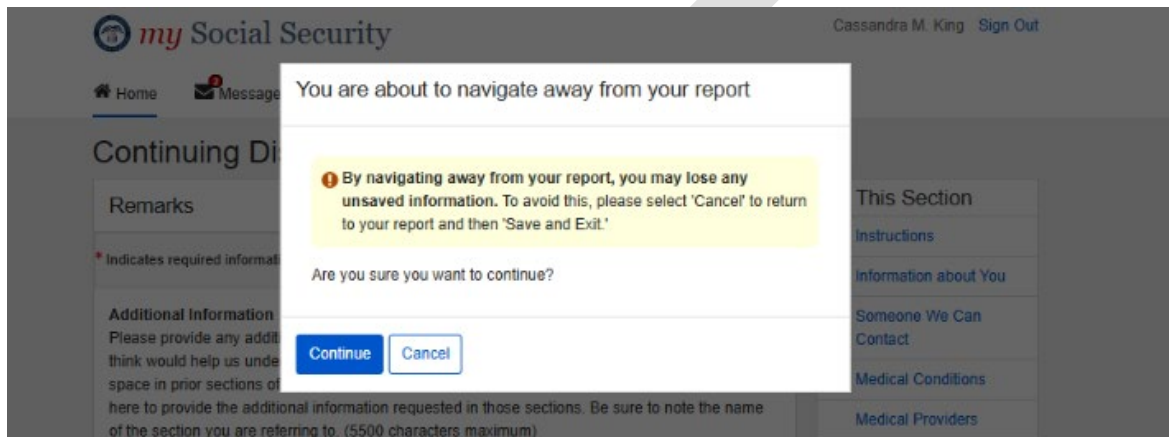 my Social Security
Cassandra M. King Sign Out
Home
Message
You are about to navigate away from your report
Continuing Di
By navigating away from your report, you may lose any
unsaved information. To avoid this, please select 'Cancel' to return
to your report and then 'Save and Exit.'
Are you sure you want to continue?
Continue Cancel
Remarks
* Indicates required informati
Additional Information
Please provide any addit
think would help us unde
space in prior sections of
here to provide the additional information requested in those sections. Be sure to note the name
of the section you are referring to. (5500 characters maximum)
This Section
Instructions
Information about You
Someone We Can
Contact
Medical Conditions
Medical Providers